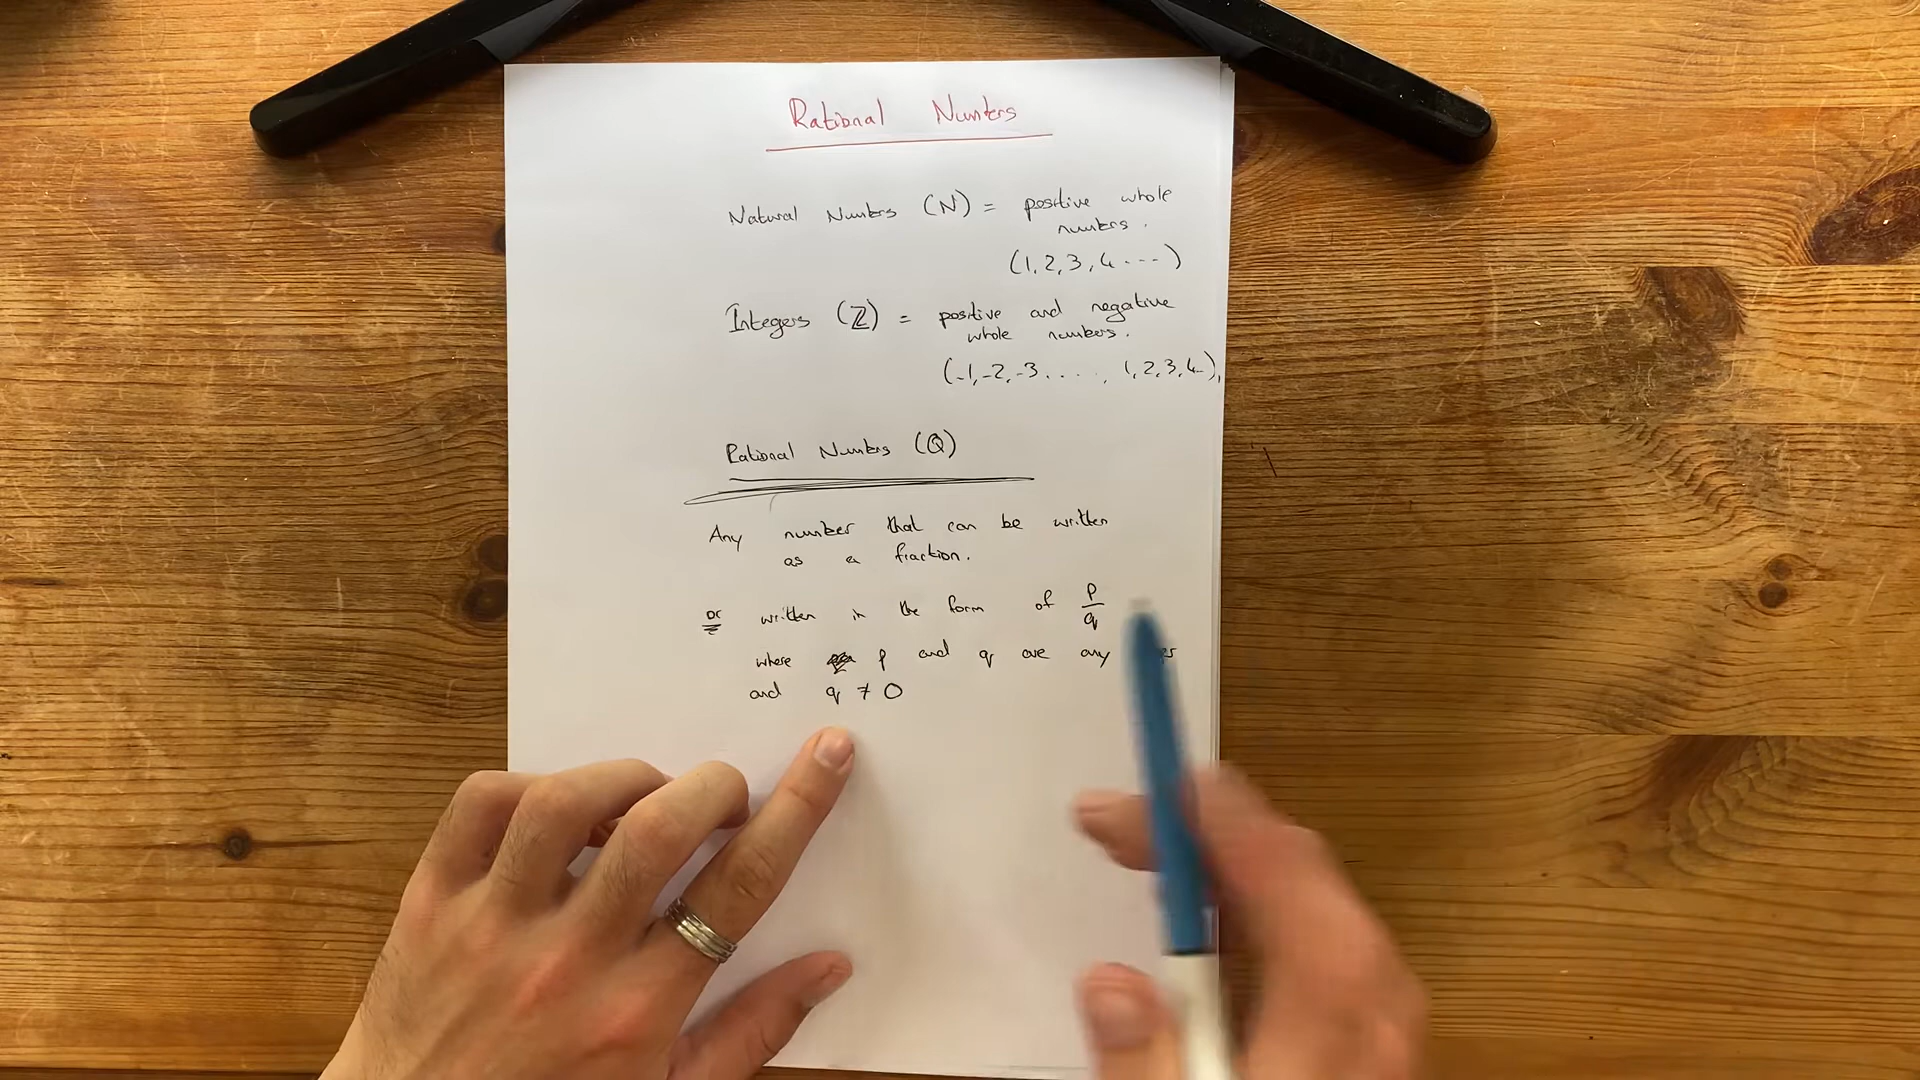 Rational Numbers
Natural Numbers (N) = positive whole
numbers.
(1, 2, 3, 4 ----)
Integers (ℤ) = positive and negative
whole numbers.
(-1, -2, -3 . . . . , 1, 2, 3, 4...),
Rational Numbers (ℚ)
Any number that can be written
as a fraction.
or written in the form of p/q
where p and q are any
and q ≠ 0